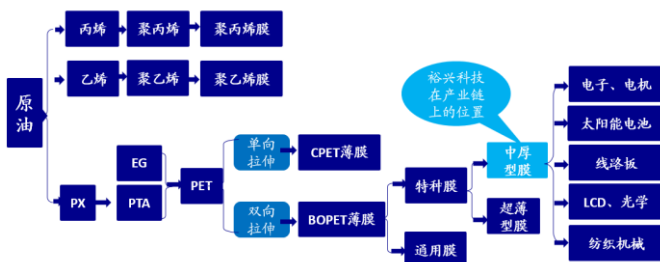 丙烯
聚丙烯
聚丙烯膜
乙烯
聚乙烯
聚乙烯膜
原
油
PX
EG
PTA
PET
单向
拉伸
CPET薄膜
双向
拉伸
BOPET薄膜
特种膜
通用膜
裕兴科技
在产业链
上的位置
中厚
型膜
超薄
型膜
电子、电机
太阳能电池
线路扳
LCD、光学
纺织机械